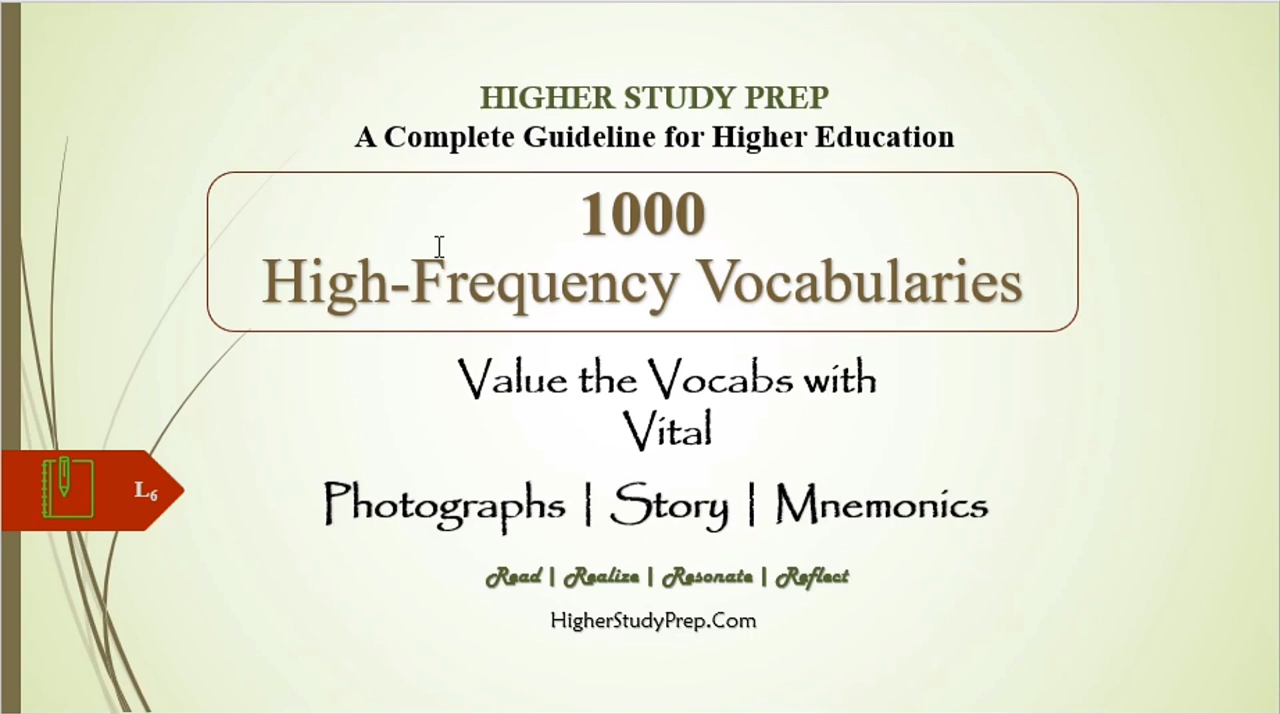 HIGHER STUDY PREP
A Complete Guideline for Higher Education
1000
High-Frequency Vocabularies
Value the Vocabs with
Vital
Photographs | Story | Mnemonics
L6
Read | Realize | Resonate | Reflect
HigherStudyPrep.Com